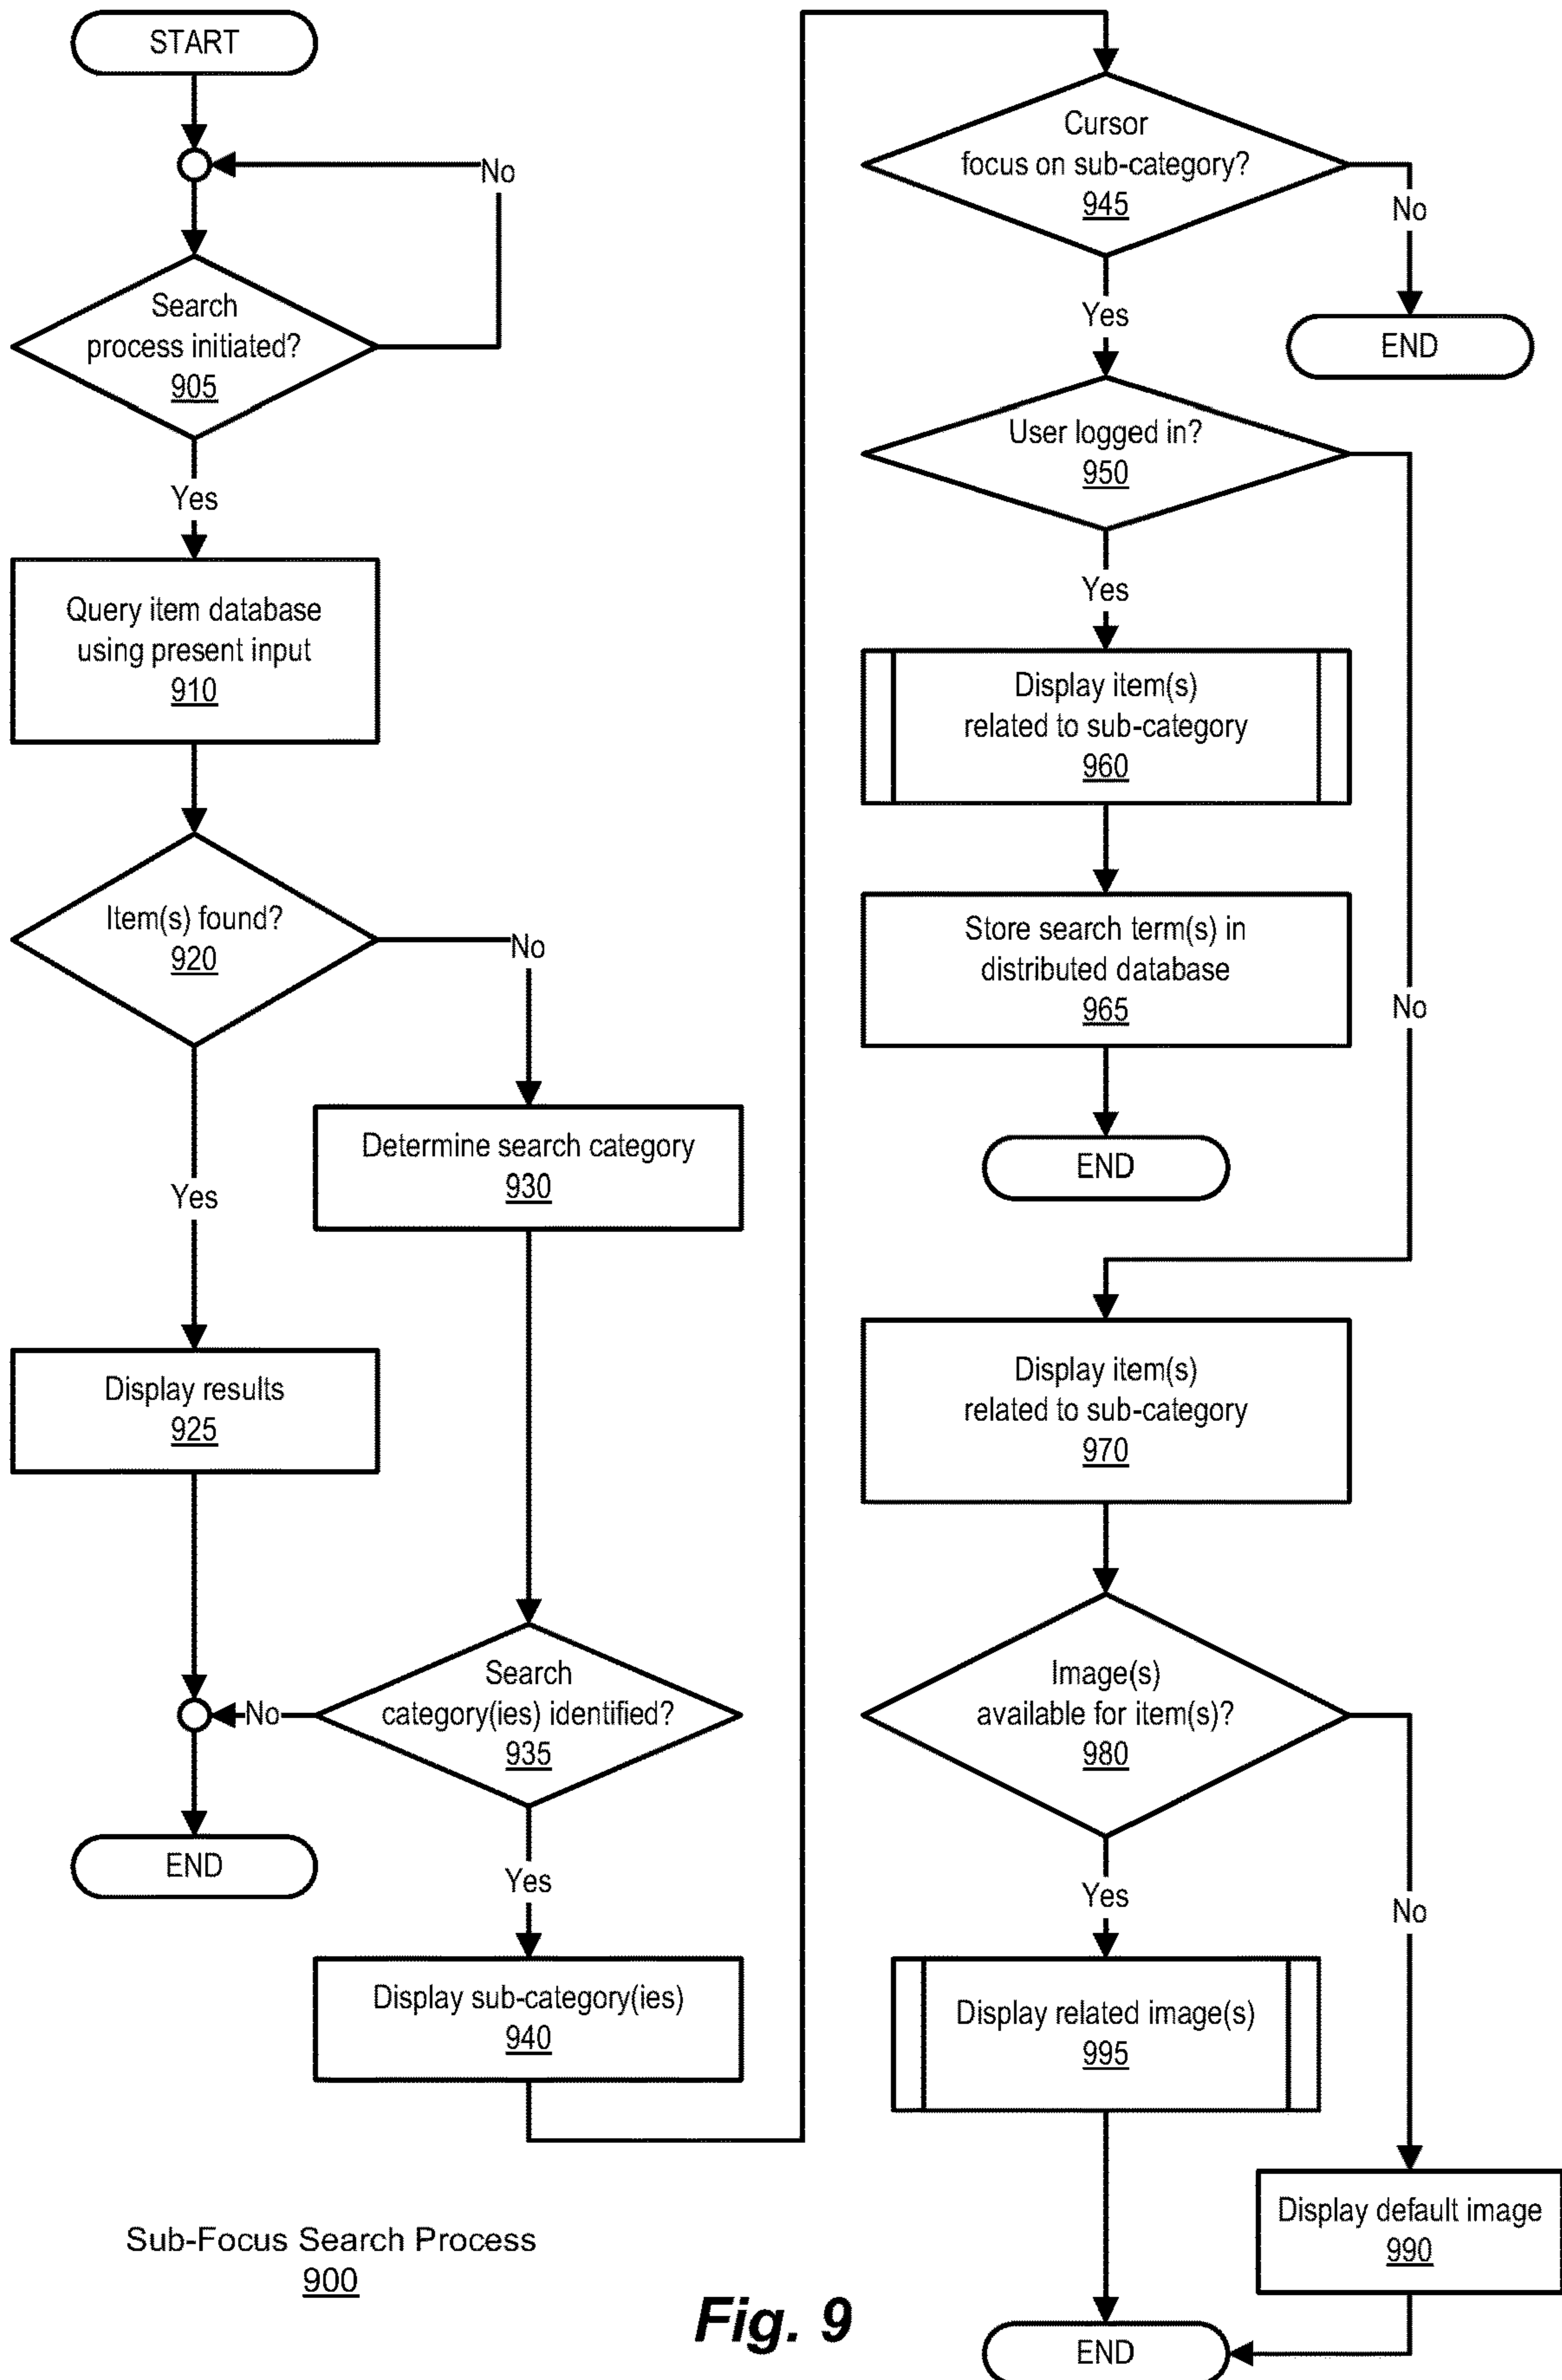 START
No
Search
process initiated?
905
Yes
Query item database
using present input
910
Item(s) found?
920
No
Yes
Determine search category
930
Display results
925
Search
category(ies) identified?
935
No
END
Yes
Display sub-category(ies)
940
Cursor
focus on sub-category?
945
No
END
Yes
User logged in?
950
Yes
Display item(s)
related to sub-category
960
Store search term(s) in
distributed database
965
No
END
Display item(s)
related to sub-category
970
Image(s)
available for item(s)?
980
Yes
No
Display related image(s)
995
Display default image
990
END
Sub-Focus Search Process
900
Fig. 9